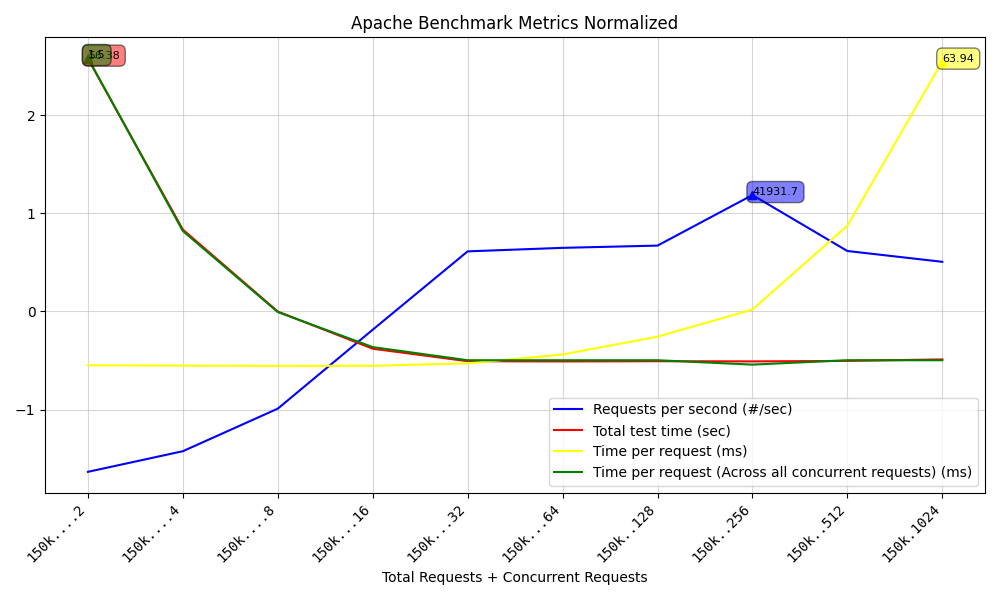 Apache Benchmark Metrics Normalized
1.5
63.94
41931.7
2
1
0
−1
Requests per second (#/sec)
Total test time (sec)
Time per request (ms)
Time per request (Across all concurrent requests) (ms)
150k....2
150k....4
150k....8
150k...16
150k...32
150k...64
150k..128
150k..256
150k..512
150k.1024
Total Requests + Concurrent Requests